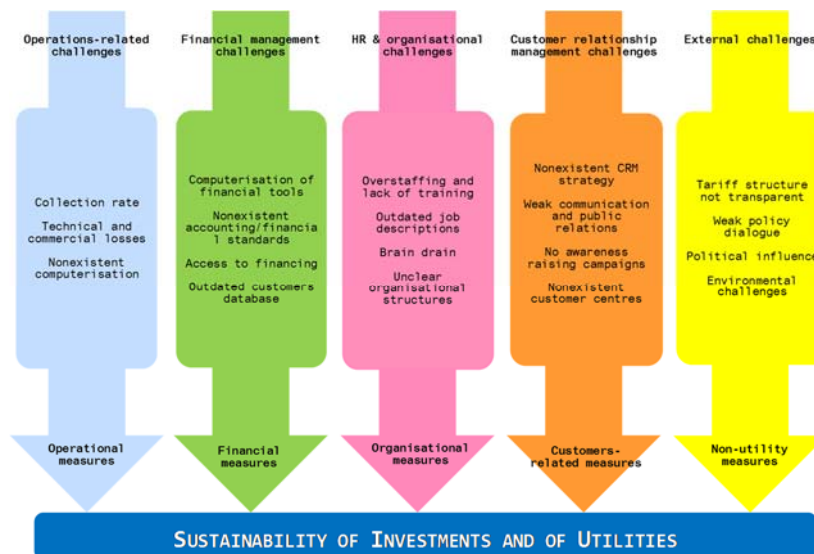 Operations-related
challenges
Financial management
challenges
HR & organisational
challenges
Customer relationship
management challenges
External challenges
Collection rate
Technical and
commercial losses
Nonexistent
computerisation
Computerisation of
financial tools
Nonexistent
accounting/financia
l standards
Access to financing
Outdated customers
database
Overstaffing and
lack of training
Outdated job
descriptions
Brain drain
Unclear
organisational
structures
Nonexistent CRM
strategy
Weak communication
and public
relations
No awareness
raising campaigns
Nonexistent
customer centres
Tariff structure
not transparent
Weak policy
dialogue
Political influence
Environmental
challenges
Operational
measures
Financial
measures
Organisational
measures
Customers-
related measures
Non-utility
measures
SUSTAINABILITY OF INVESTMENTS AND OF UTILITIES